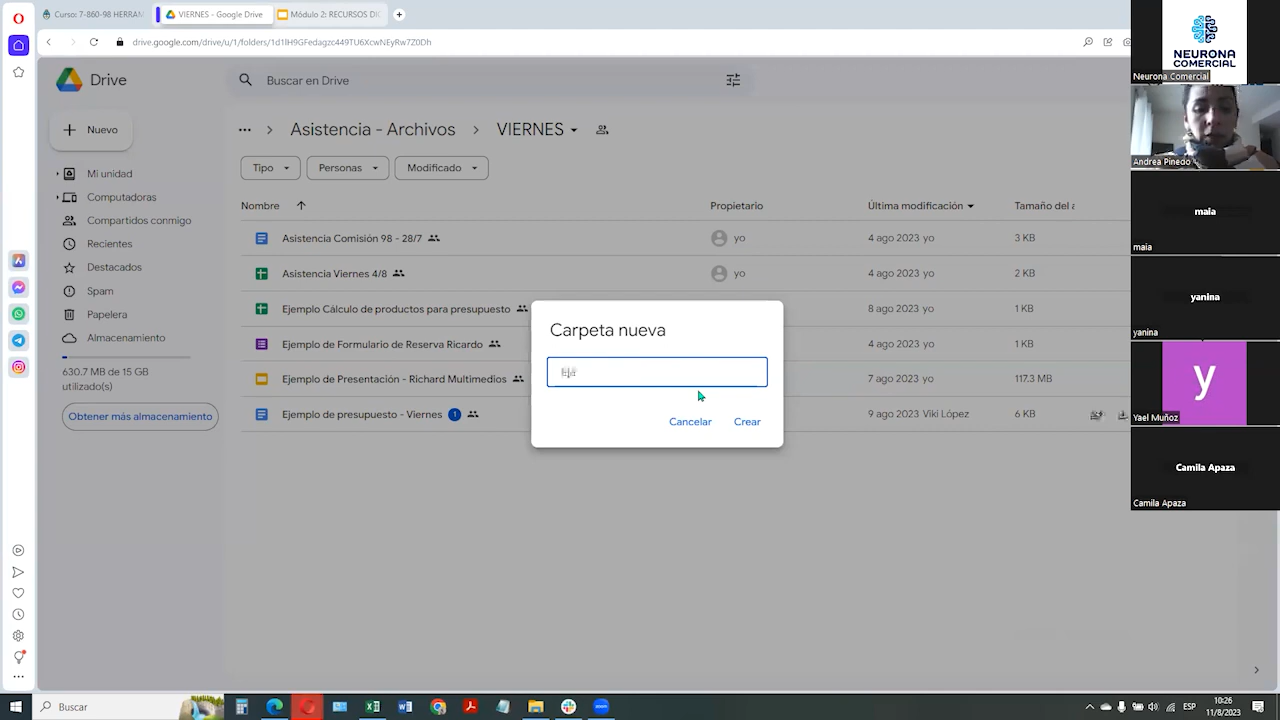 Curso: 7-860-98 HERRAM
VIERNES - Google Drive
Módulo 2: RECURSOS DI
drive.google.com/drive/u/1/folders/1d1lH9GFedagzc449TU6XcwNEyRw7Z0Dh
Drive
Buscar en Drive
Nuevo
Asistencia - Archivos
VIERNES
Tipo
Personas
Modificado
Mi unidad
Computadoras
Compartidos conmigo
Recientes
Destacados
Spam
Papelera
Almacenamiento
630.7 MB de 15 GB
utilizado(s)
Obtener más almacenamiento
Nombre
Propietario
Última modificación
Tamaño del a
Asistencia Comisión 98 - 28/7
yo
4 ago 2023 yo
3 KB
Asistencia Viernes 4/8
yo
4 ago 2023 yo
2 KB
Ejemplo Cálculo de productos para presupuesto
8 ago 2023 yo
1 KB
Ejemplo de Formulario de Reserva Ricardo
4 ago 2023 yo
1 KB
Ejemplo de Presentación - Richard Multimedios
7 ago 2023 yo
117.3 MB
Ejemplo de presupuesto - Viernes
1
9 ago 2023 Viki López
6 KB
Carpeta nueva
Cancelar
Crear
NEURONA
COMERCIAL
Neurona Comercial
Andrea Pinedo
maia
maia
yanina
yanina
y
Yael Muñoz
Camila Apaza
Camila Apaza
Buscar
zoom
ESP
10:26
11/8/2023